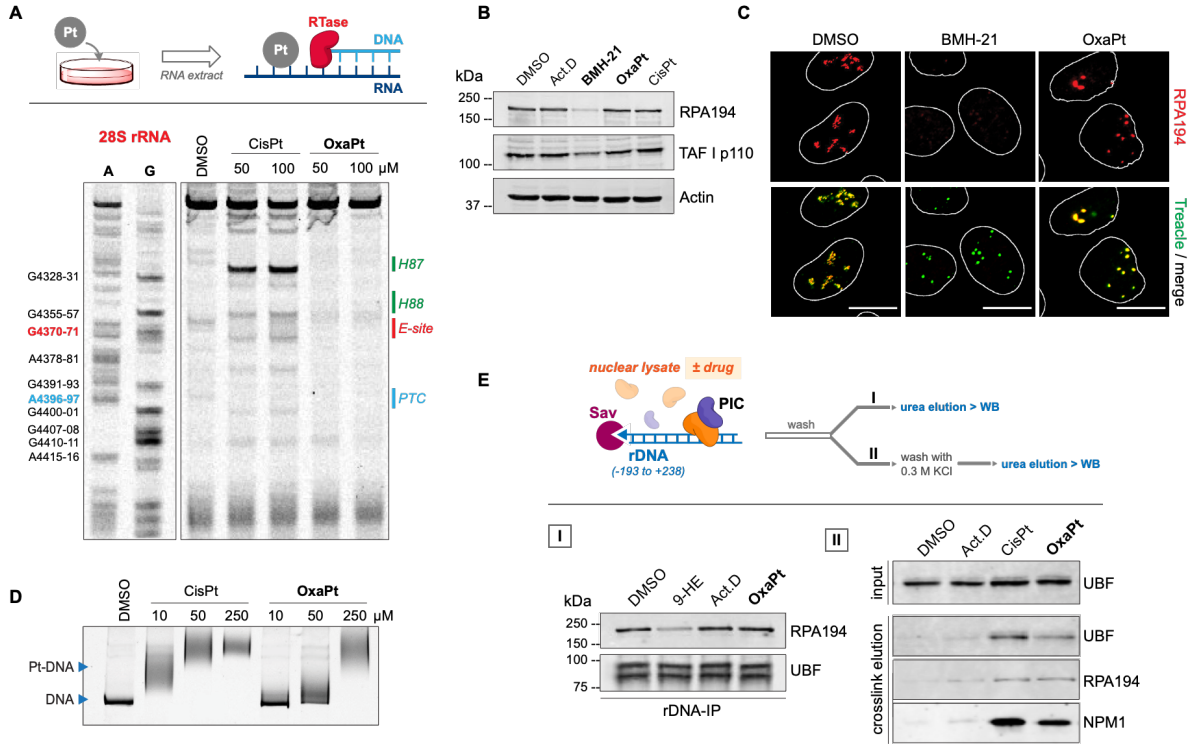 A
Pt
RNA extract
Pt
RTase
DNA
RNA
28S rRNA
A G
DMSO
CisPt OxaPt
50 100 50 100 μM
G4328-31
G4355-57
G4370-71
A4378-81
G4391-93
A4396-97
G4400-01
G4407-08
G4410-11
A4415-16
H87
H88
E-site
PTC
B
kDa
DMSO Act.D BMH-21 OxaPt CisPt
250
150
RPA194
100
TAF I p110
37
Actin
C
DMSO BMH-21 OxaPt
RPA194
Treacle / merge
D
DMSO
CisPt OxaPt
10 50 250 10 50 250 μM
Pt-DNA
DNA
E
nuclear lysate ± drug
Sav
PIC
rDNA
(-193 to +238)
wash
I
urea elution > WB
II
wash with
0.3 M KCl
urea elution > WB
I
kDa
DMSO 9-HE Act.D OxaPt
250
150
RPA194
100
75
UBF
rDNA-IP
II
DMSO Act.D CisPt OxaPt
input
UBF
crosslink elution
UBF
RPA194
NPM1